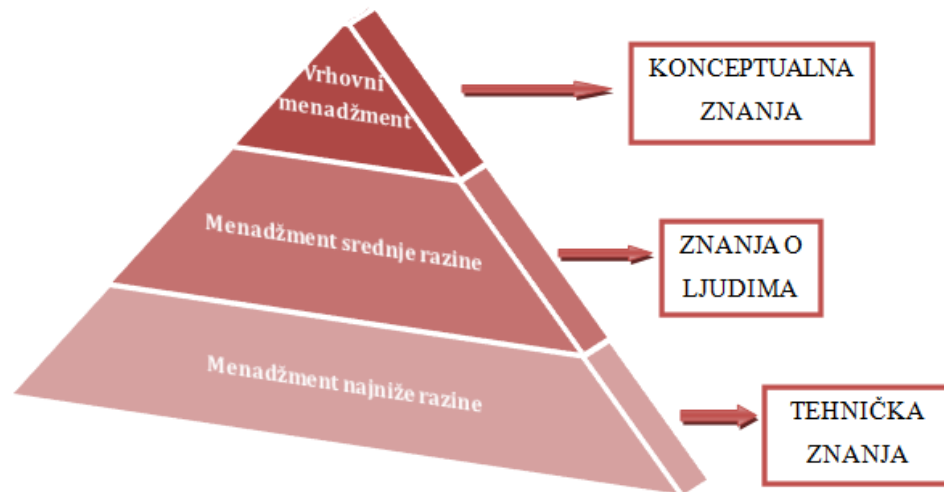 Vrhovni
menadžment
KONCEPTUALNA
ZNANJA
Menadžment srednje razine
ZNANJA O
LJUDIMA
Menadžment najniže razine
TEHNIČKA
ZNANJA